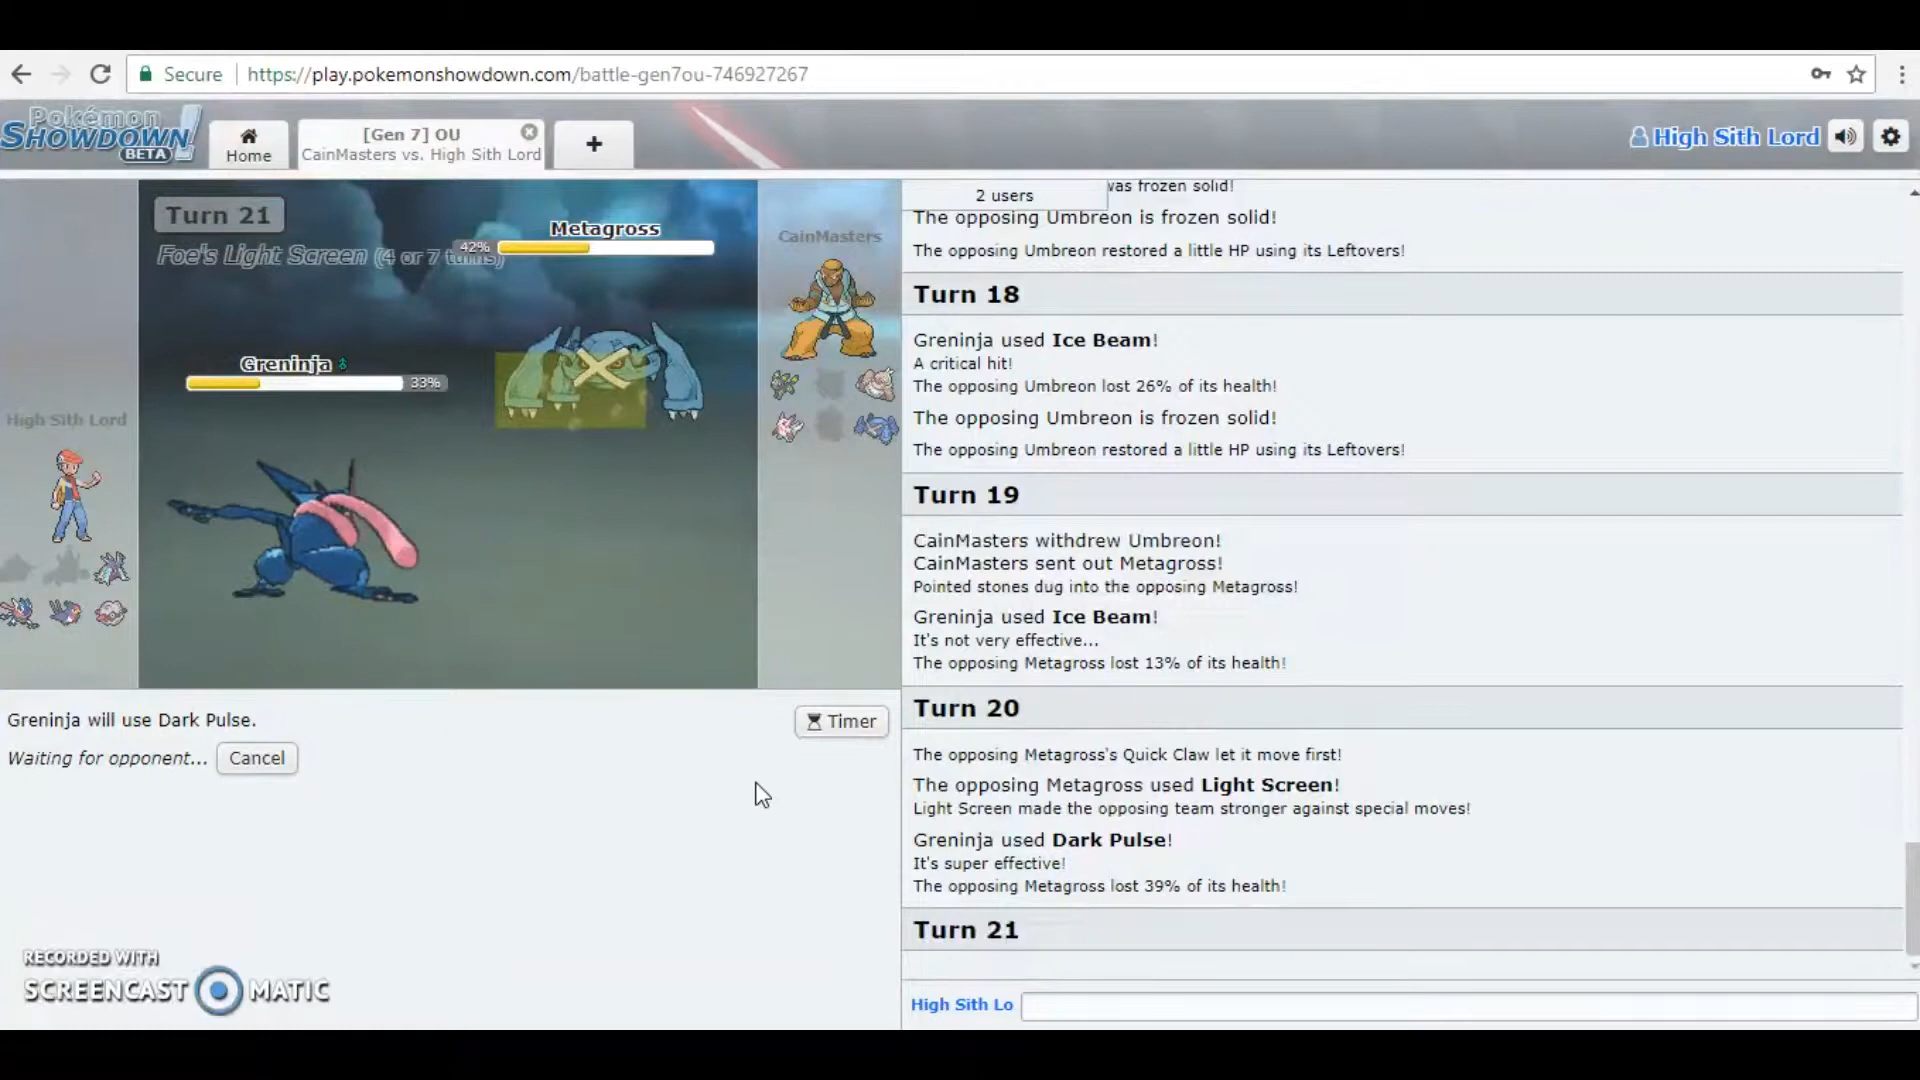 Secure
https://play.pokemonshowdown.com/battle-gen7ou-746927267
Pokémon
SHOWDOWN!
BETA
Home
[Gen 7] OU
CainMasters vs. High Sith Lord
High Sith Lord
Turn 21
Foe's Light Screen (4 or 7 turns)
Metagross
42%
Greninja
33%
High Sith Lord
CainMasters
2 users
was frozen solid!
The opposing Umbreon is frozen solid!
The opposing Umbreon restored a little HP using its Leftovers!
Turn 18
Greninja used Ice Beam!
A critical hit!
The opposing Umbreon lost 26% of its health!
The opposing Umbreon is frozen solid!
The opposing Umbreon restored a little HP using its Leftovers!
Turn 19
CainMasters withdrew Umbreon!
CainMasters sent out Metagross!
Pointed stones dug into the opposing Metagross!
Greninja used Ice Beam!
It's not very effective...
The opposing Metagross lost 13% of its health!
Turn 20
The opposing Metagross's Quick Claw let it move first!
The opposing Metagross used Light Screen!
Light Screen made the opposing team stronger against special moves!
Greninja used Dark Pulse!
It's super effective!
The opposing Metagross lost 39% of its health!
Turn 21
High Sith Lo
Greninja will use Dark Pulse.
Timer
Waiting for opponent...
Cancel
RECORDED WITH
SCREENCAST MATIC